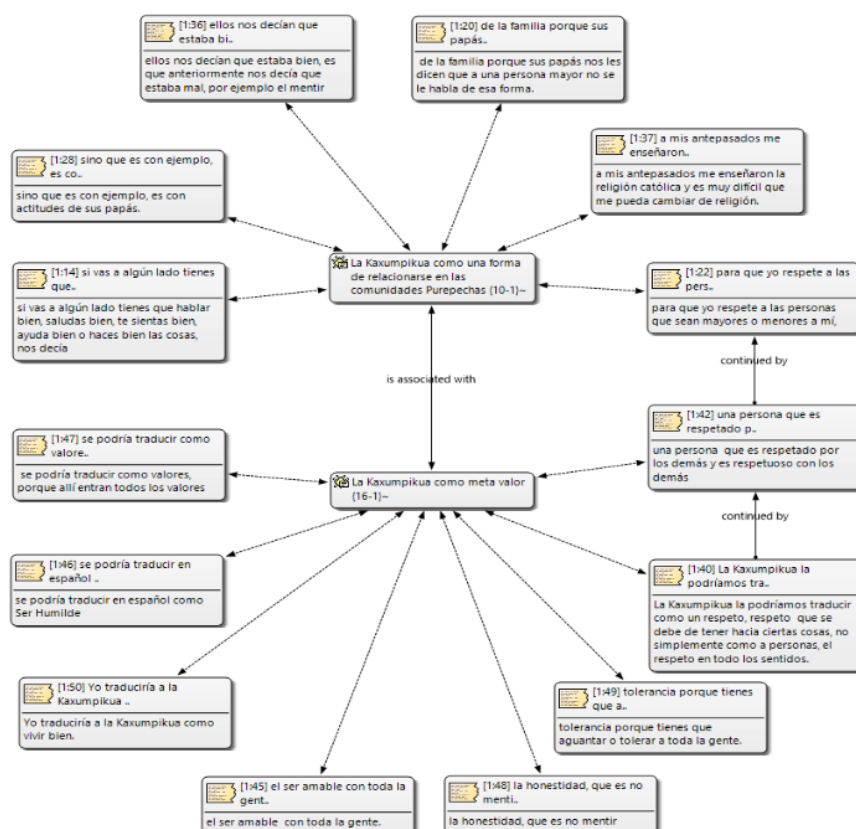 [1:36] ellos nos decían que
estaba bi..
ellos nos decían que estaba bien, es
que anteriormente nos decía que
estaba mal, por ejemplo el mentir
[1:20] de la familia porque sus
papás..
de la familia porque sus papás nos les
dicen que a una persona mayor no se
le habla de esa forma.
[1:28] sino que es con ejemplo,
es co..
sino que es con ejemplo, es con
actitudes de sus papás.
[1:37] a mis antepasados me
enseñaron..
a mis antepasados me enseñaron la
religión católica y es muy difícil que
me pueda cambiar de religión.
La Kaxumpikua como una forma
de relacionarse en las
comunidades Purepechas {10-1}~
[1:14] si vas a algún lado tienes
que..
si vas a algún lado tienes que hablar
bien, saludas bien, te sientas bien,
ayuda bien o haces bien las cosas,
nos decía
[1:22] para que yo respete a las
pers..
para que yo respete a las personas
que sean mayores o menores a mí,
continued by
is associated with
[1:42] una persona que es
respetado p..
una persona que es respetado por
los demás y es respetuoso con los
demás
[1:47] se podría traducir como
valore..
se podría traducir como valores,
porque allí entran todos los valores
La Kaxumpikua como meta valor
{16-1}~
continued by
[1:46] se podría traducir en
español ..
se podría traducir en español como
Ser Humilde
[1:40] La Kaxumpikua la
podríamos tra..
La Kaxumpikua la podríamos traducir
como un respeto, respeto que se
debe de tener hacia ciertas cosas, no
simplemente como a personas, el
respeto en todo los sentidos.
[1:50] Yo traduciría a la
Kaxumpikua ..
Yo traduciría a la Kaxumpikua como
vivir bien.
[1:49] tolerancia porque tienes
que a..
tolerancia porque tienes que
aguantar o tolerar a toda la gente.
[1:45] el ser amable con toda la
gent..
el ser amable con toda la gente.
[1:48] la honestidad, que es no
menti..
la honestidad, que es no mentir